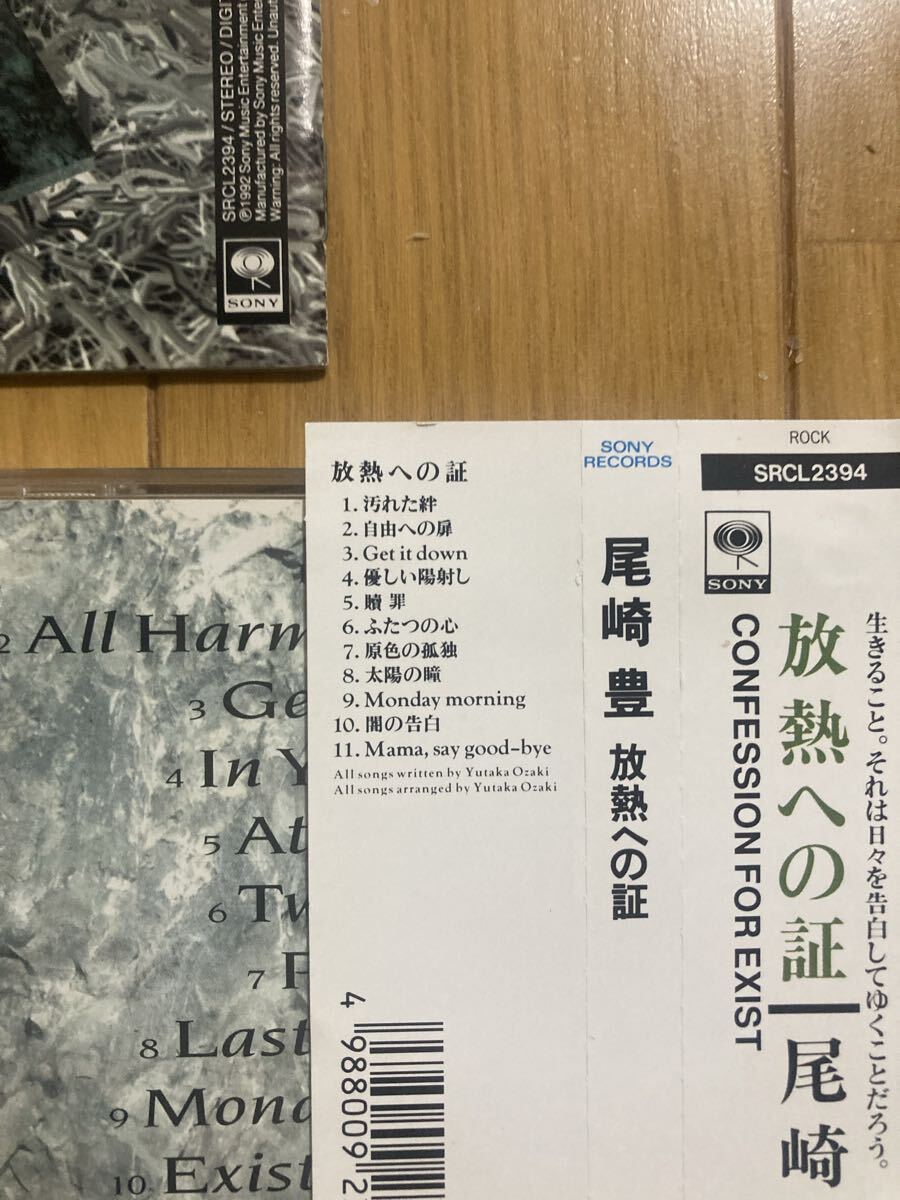 SRCL2394 / STEREO / DIGI
℗1992 Sony Music Entertainment
Manufactured by Sony Music Enter
Warning: All rights reserved. Unau
SONY
2 All Harm
3 Ge
4 In Y
5 At
6 Tw
7
8 Last
9 Mond
10 Exist
放熱への証
1. 汚れた絆
2. 自由への扉
3. Get it down
4. 優しい陽射し
5. 贖罪
6. ふたつの心
7. 原色の孤独
8. 太陽の瞳
9. Monday morning
10. 闇の告白
11. Mama, say good-bye
All songs written by Yutaka Ozaki
All songs arranged by Yutaka Ozaki
4 988009 2
SONY
RECORDS
尾崎 豊 放熱への証
ROCK
SRCL2394
SONY
生きること。それは日々を告白してゆくことだろう。
放熱への証|尾崎
CONFESSION FOR EXIST